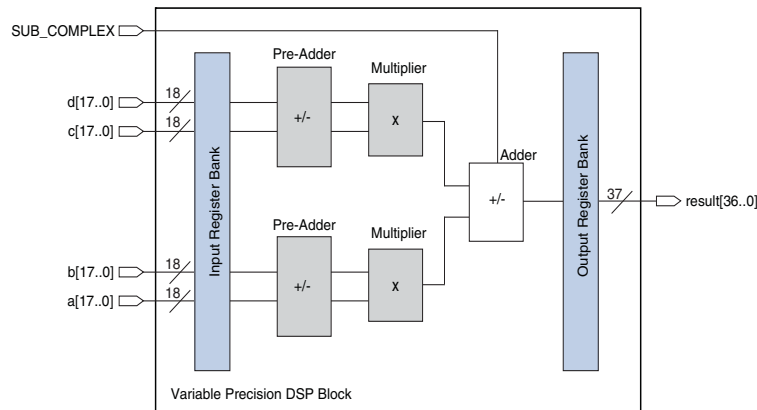 SUB_COMPLEX
Pre-Adder
Multiplier
d[17..0]
18
c[17..0]
18
+/-
x
Input Register Bank
Adder
+/-
Output Register Bank
37
result[36..0]
Pre-Adder
Multiplier
b[17..0]
18
a[17..0]
18
+/-
x
Variable Precision DSP Block